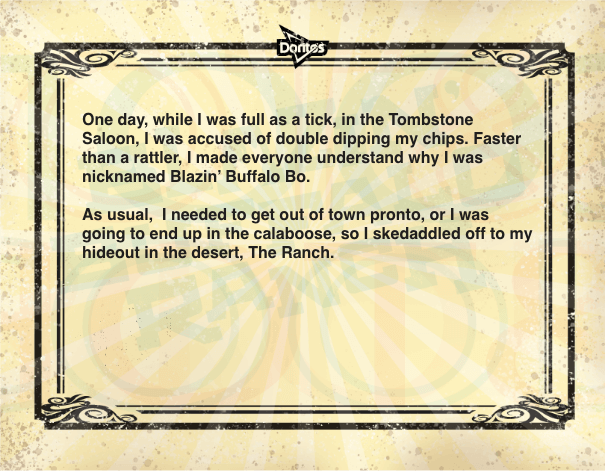 Doritos
One day, while I was full as a tick, in the Tombstone
Saloon, I was accused of double dipping my chips. Faster
than a rattler, I made everyone understand why I was
nicknamed Blazin’ Buffalo Bo.
As usual,  I needed to get out of town pronto, or I was
going to end up in the calaboose, so I skedaddled off to my
hideout in the desert, The Ranch.
RANCH